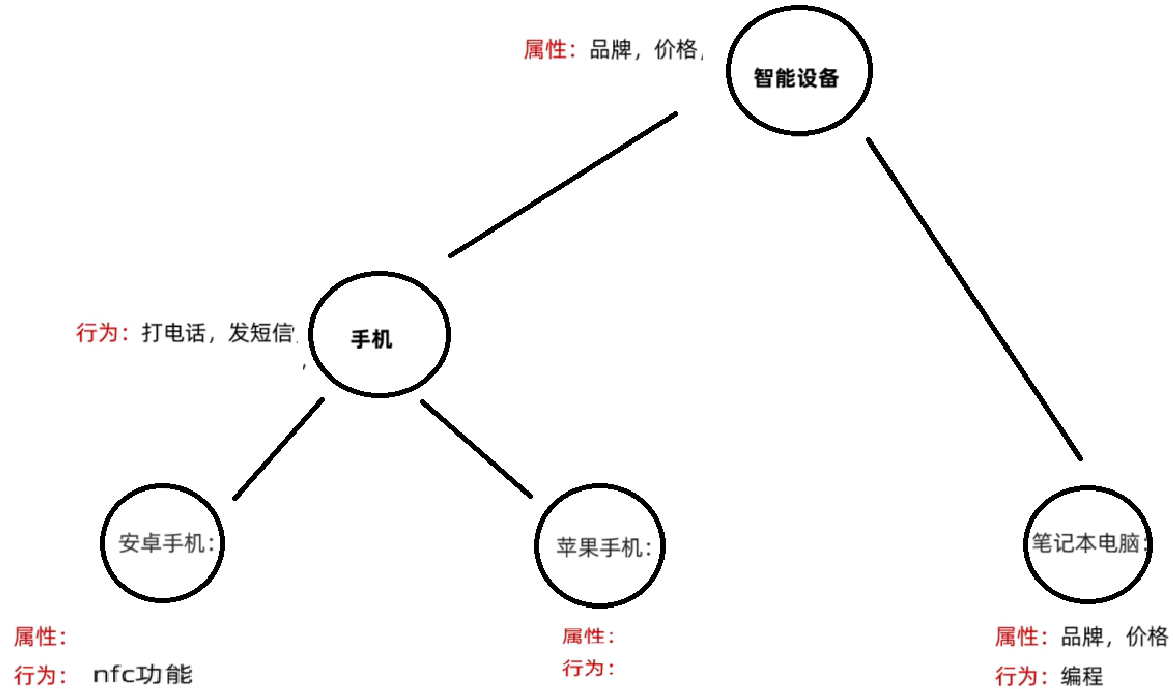 属性：品牌，价格，
智能设备
行为：打电话，发短信，
手机
安卓手机：
苹果手机：
笔记本电脑：
属性：
行为： nfc功能
属性：
行为：
属性：品牌，价格
行为：编程